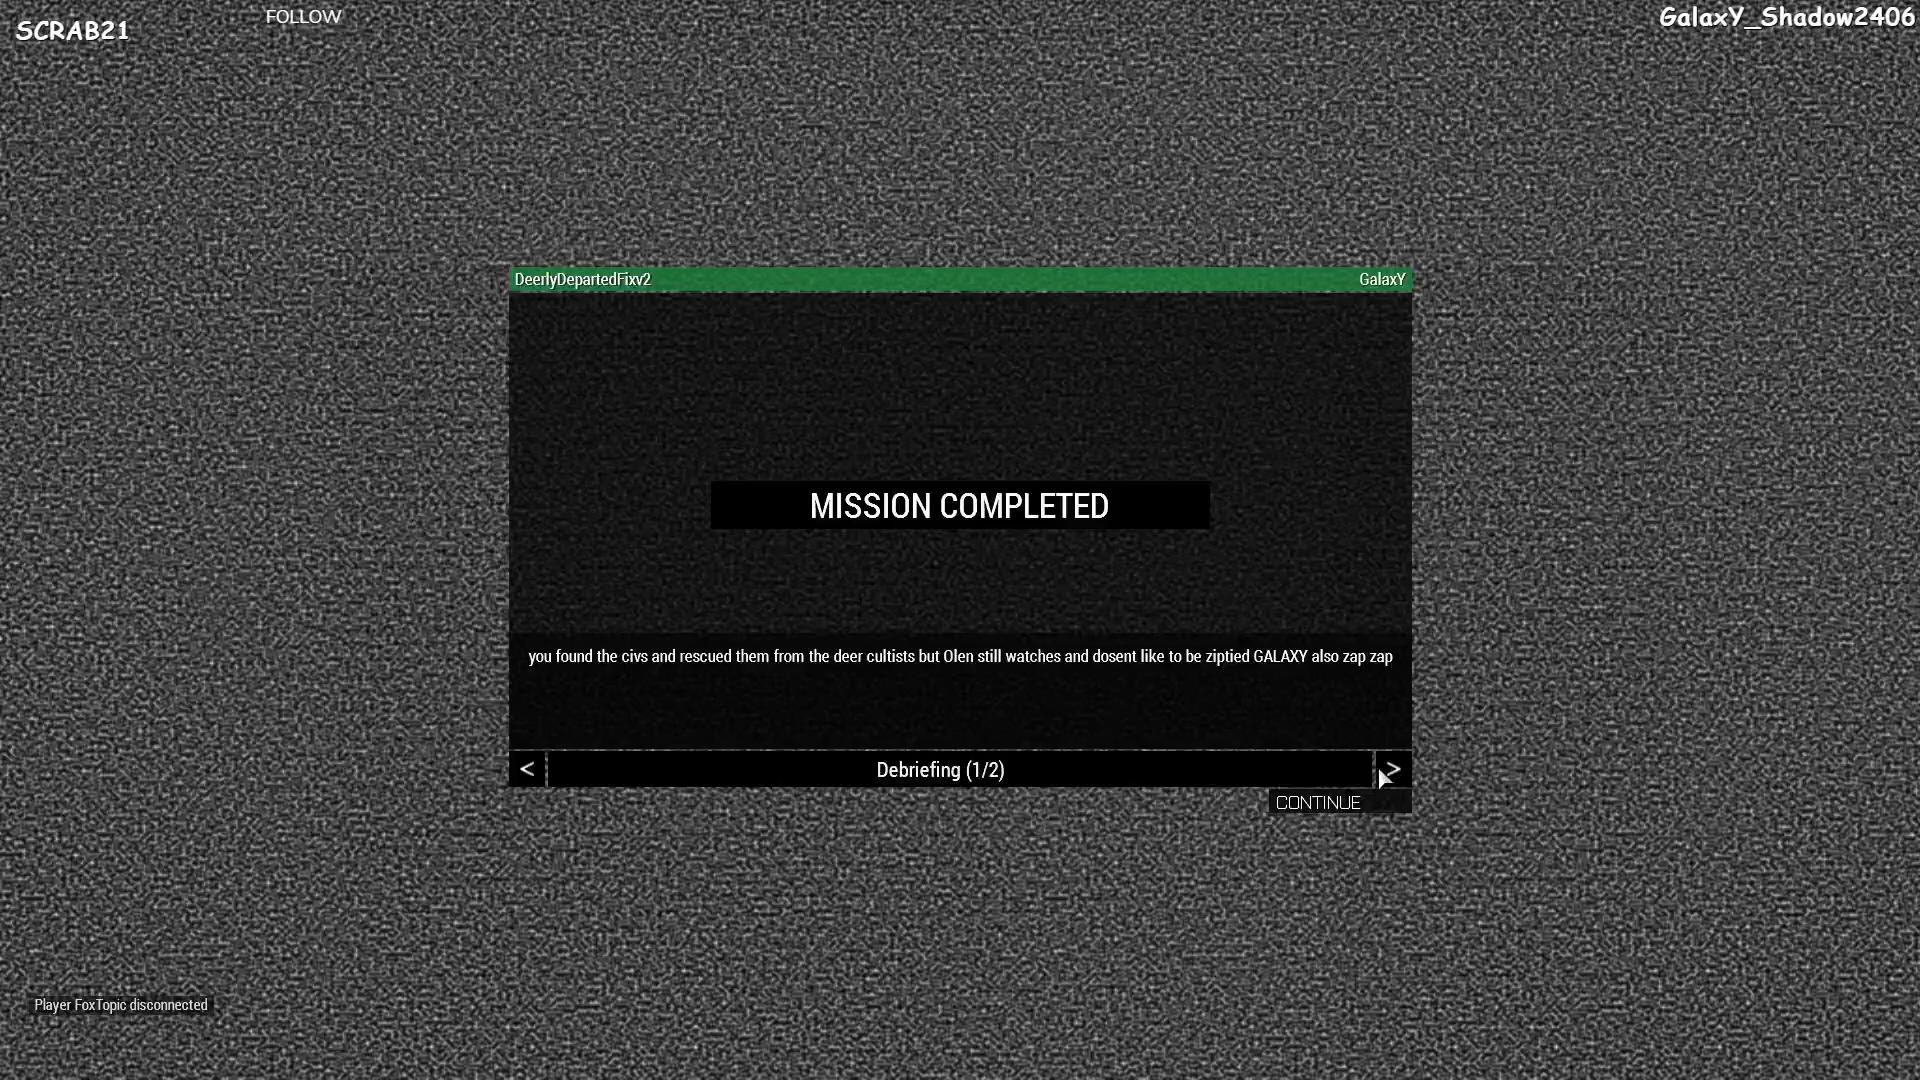 SCRAB21
FOLLOW
GalaxY_Shadow2406
DeerlyDepartedFixv2
GalaxY
MISSION COMPLETED
you found the civs and rescued them from the deer cultists but Olen still watches and dosent like to be ziptied GALAXY also zap zap
< Debriefing (1/2) >
CONTINUE
Player FoxTopic disconnected